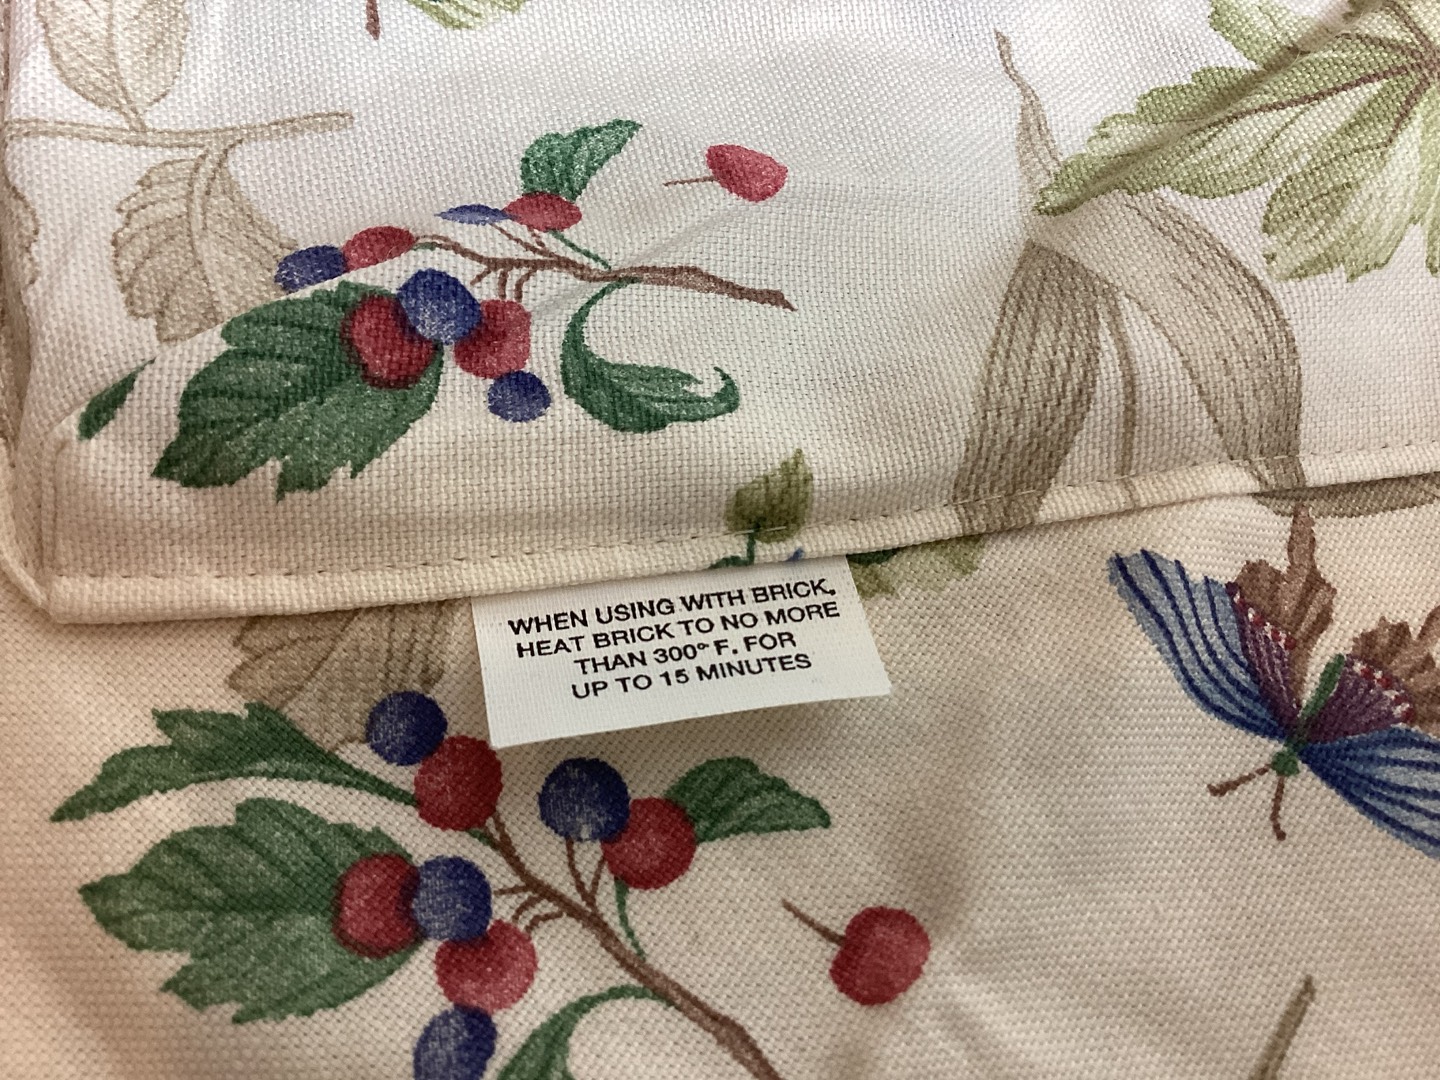 WHEN USING WITH BRICK,
HEAT BRICK TO NO MORE
THAN 300° F. FOR
UP TO 15 MINUTES